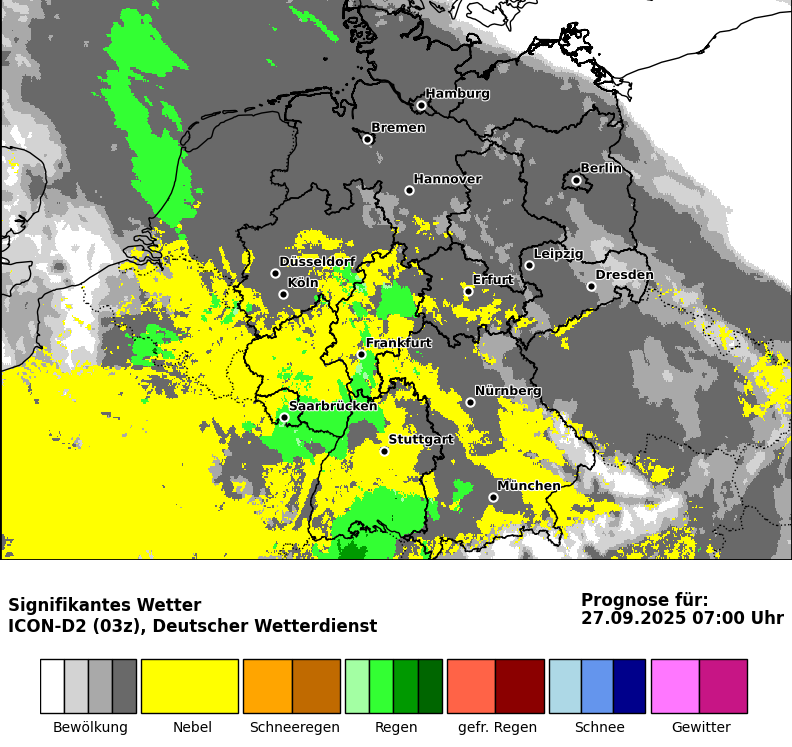 Hamburg
Bremen
Berlin
Hannover
Leipzig
Düsseldorf
Dresden
Köln
Erfurt
Frankfurt
Nürnberg
Saarbrücken
Stuttgart
München
Signifikantes Wetter
ICON-D2 (03z), Deutscher Wetterdienst
Prognose für:
27.09.2025 07:00 Uhr
Bewölkung
Nebel
Schneeregen
Regen
gefr. Regen
Schnee
Gewitter